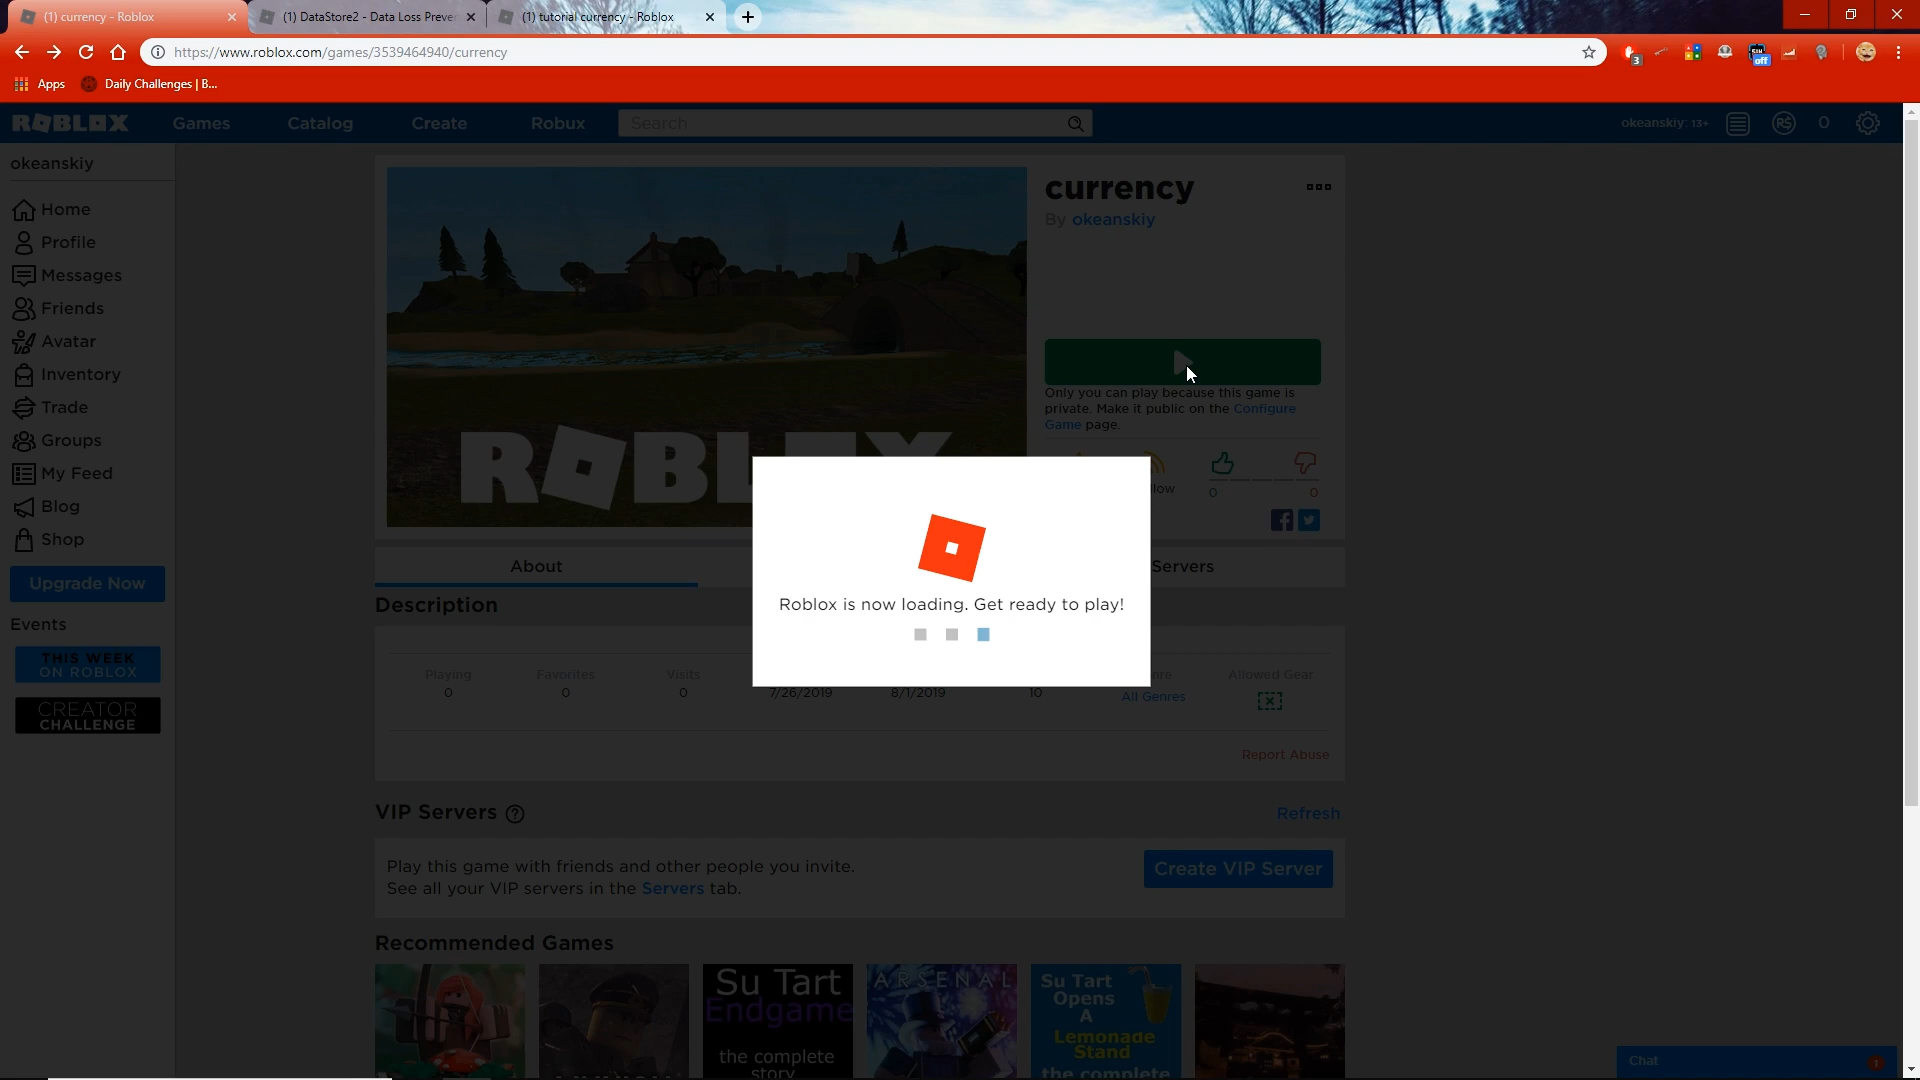 (1) currency - Roblox
(1) DataStore2 - Data Loss Preve
(1) tutorial currency - Roblox
https://www.roblox.com/games/3539464940/currency
3
off
Apps
Daily Challenges | B...
ROBLOX
Games
Catalog
Create
Robux
Search
okeanskiy: 13+
0
okeanskiy
Home
Profile
Messages
Friends
Avatar
Inventory
Trade
Groups
My Feed
Blog
Shop
Upgrade Now
Events
THIS WEEK
ON ROBLOX
CREATOR
CHALLENGE
currency
By okeanskiy
Only you can play because this game is
private. Make it public on the Configure
Game page.
llow
0
0
About
Servers
Roblox is now loading. Get ready to play!
Description
Playing
Favorites
Visits
nre
Allowed Gear
0
0
0
7/26/2019
8/1/2019
10
All Genres
Report Abuse
VIP Servers
Refresh
Play this game with friends and other people you invite.
See all your VIP servers in the Servers tab.
Create VIP Server
Recommended Games
Su Tart
Endgame
the complete
story
ARSENAL
Su Tart
Opens
A
Lemonade
Stand
the complete
Chat
1